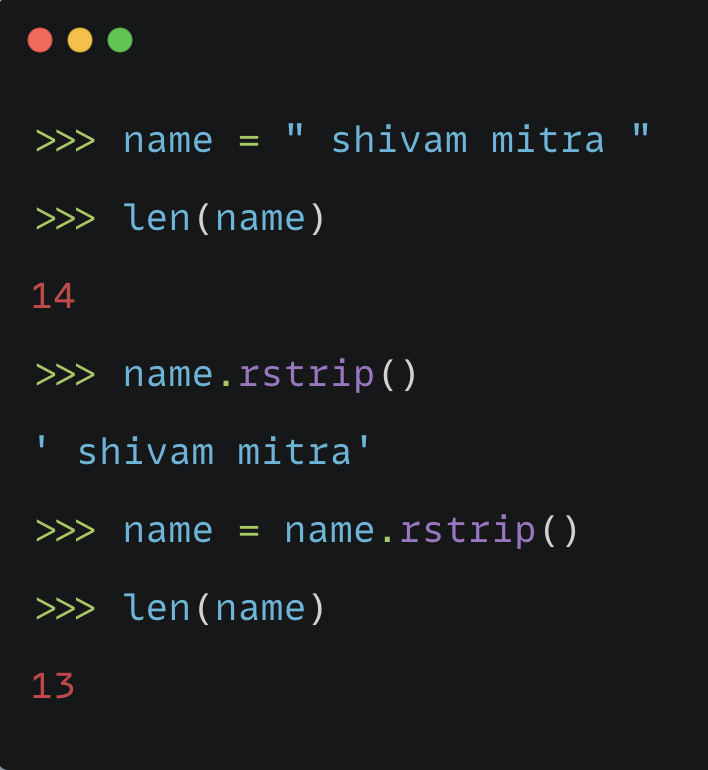 >>> name = " shivam mitra "
>>> len(name)
14
>>> name.rstrip()
' shivam mitra'
>>> name = name.rstrip()
>>> len(name)
13